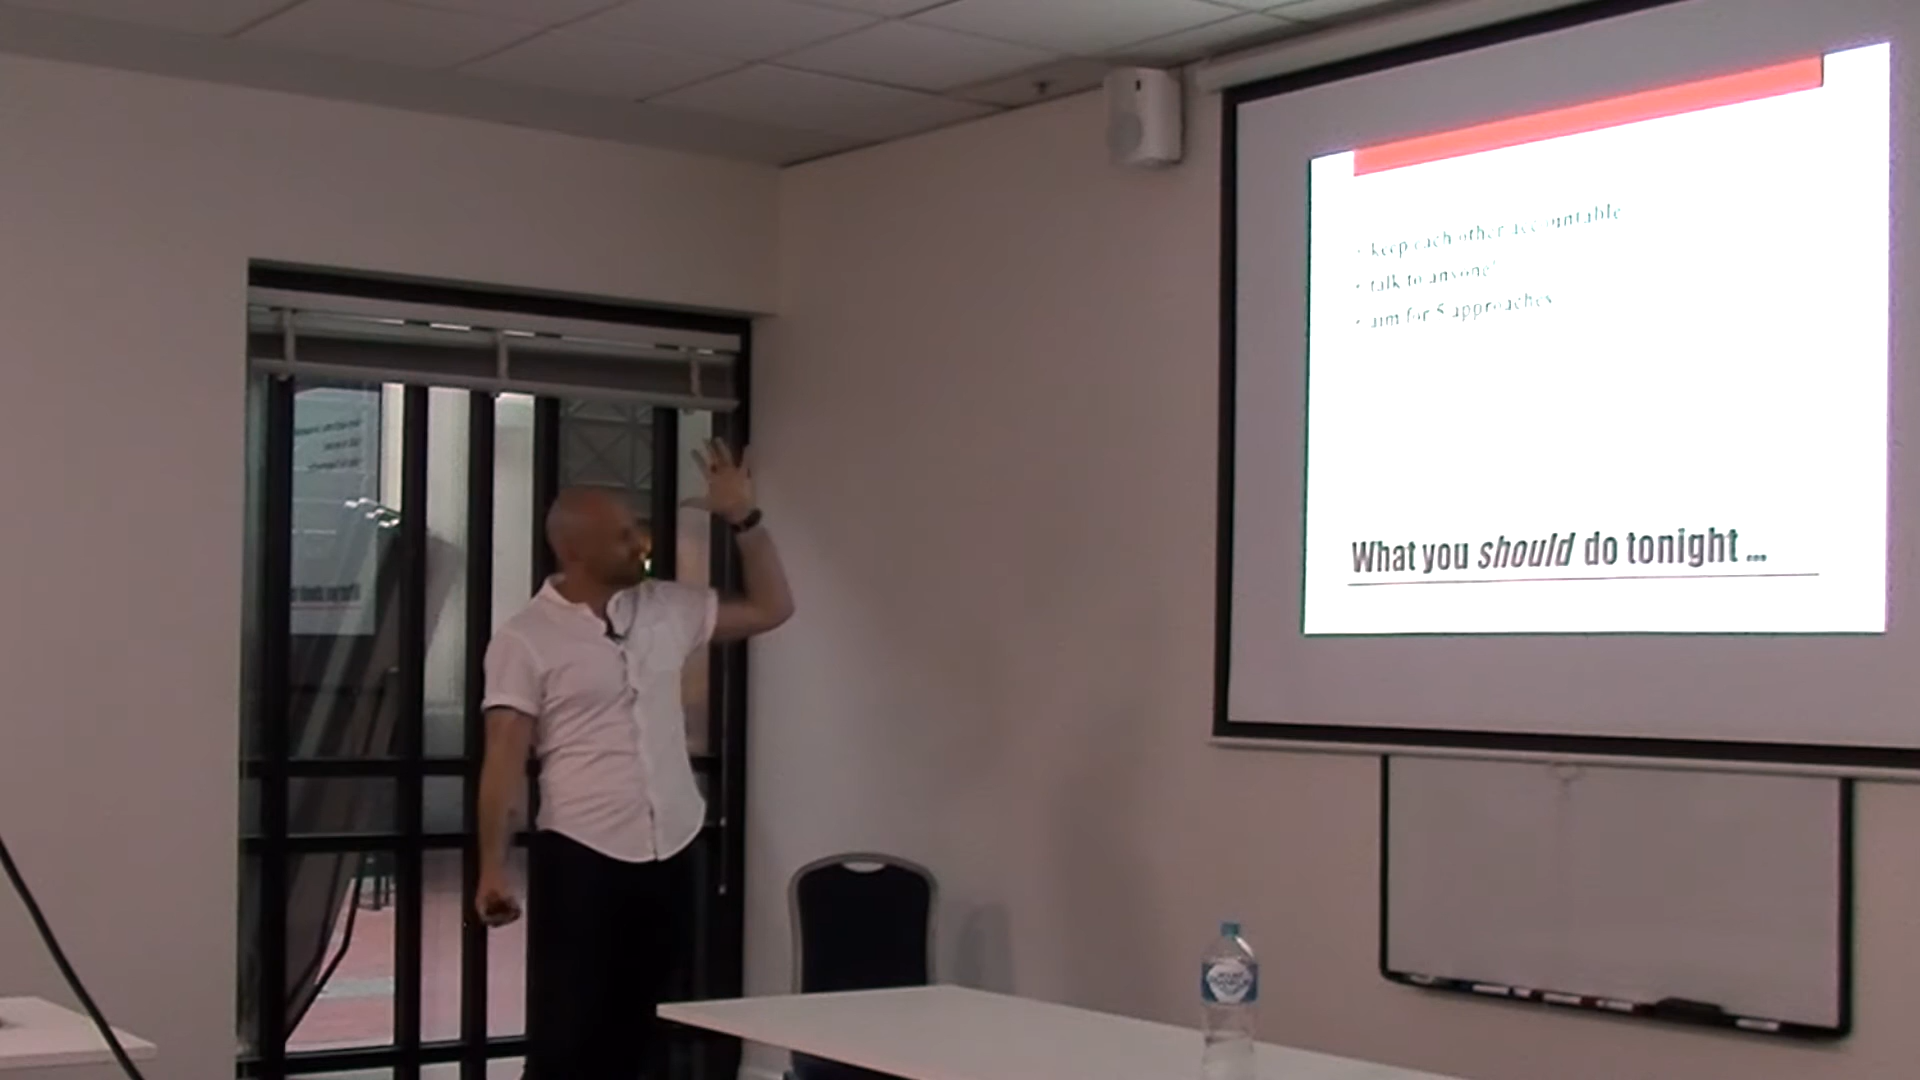 • keep each other accountable
• talk to anyone!
• aim for 5 approaches
What you should do tonight ...